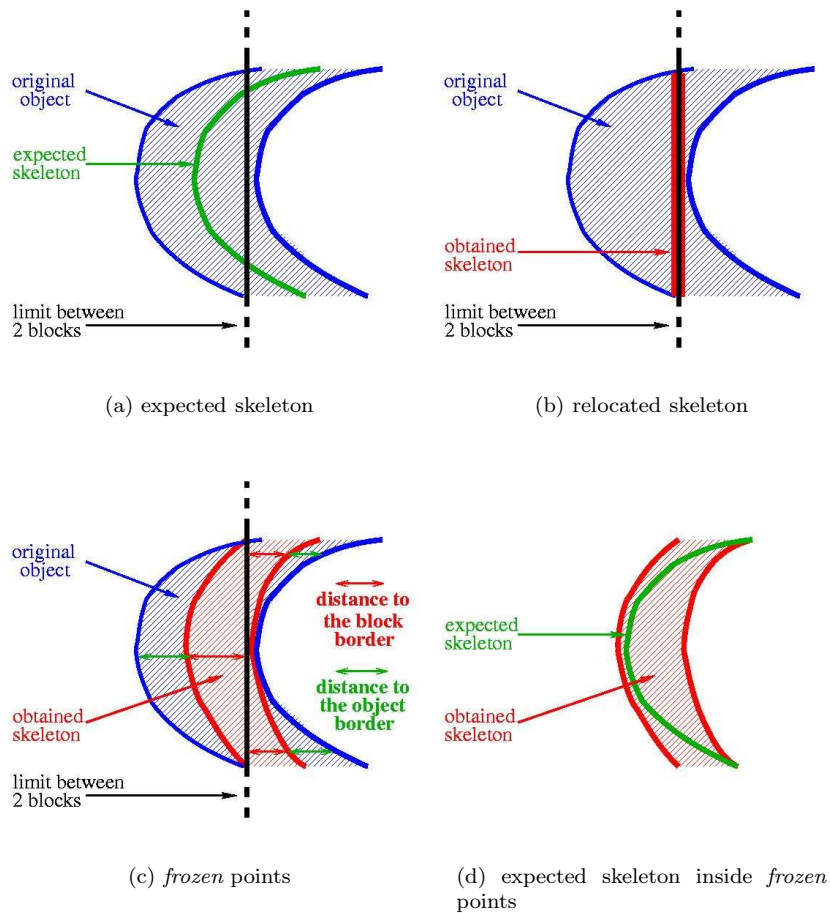 original
object
expected
skeleton
limit between
2 blocks
(a) expected skeleton
original
object
obtained
skeleton
limit between
2 blocks
(b) relocated skeleton
original
object
distance to
the block
border
distance to
the object
border
obtained
skeleton
limit between
2 blocks
(c) frozen points
expected
skeleton
obtained
skeleton
(d) expected skeleton inside frozen
points